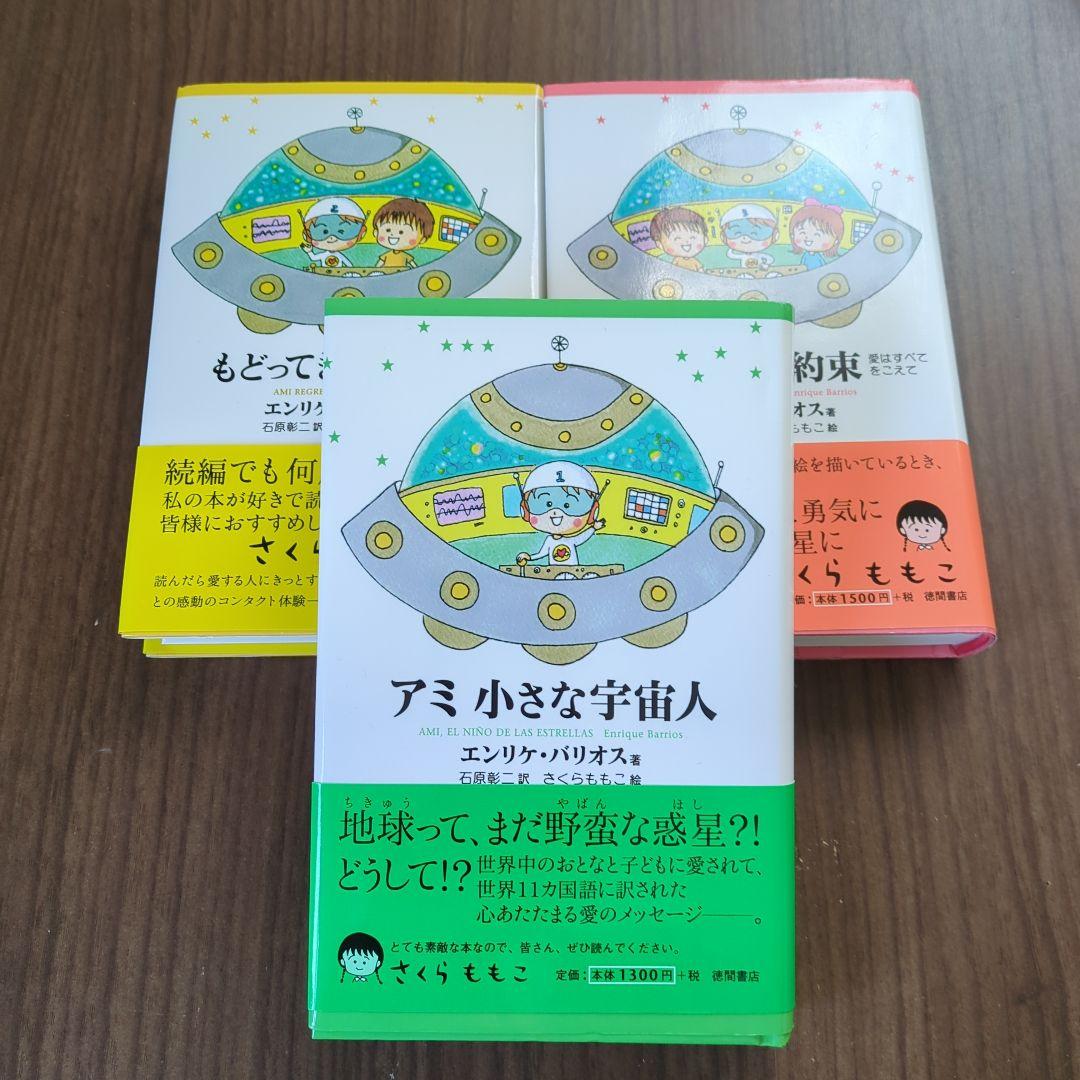 もどって
AMI REGRE
エンリケ
石原彰二 訳
続編でも何
私の本が好きで読
皆様におすすめし
さくら
読んだら愛する人にきっとす
との感動のコンタクト体験―
約束 愛はすべて
をこえて
Enrique Barrios
オス 著
ももこ 絵
絵を描いているとき、
勇気に
星に
くら ももこ
価：本体1500円＋税 徳間書店
1
アミ 小さな宇宙人
AMI, EL NIÑO DE LAS ESTRELLAS Enrique Barrios
エンリケ・バリオス 著
石原彰二 訳 さくらももこ 絵
ちきゅう やばん ほし
地球って、まだ野蛮な惑星?!
どうして!?
世界中のおとなと子どもに愛されて、
世界11カ国語に訳された
心あたたまる愛のメッセージ――。
とても素敵な本なので、皆さん、ぜひ読んでください。
さくら ももこ
定価：本体1300円＋税 徳間書店